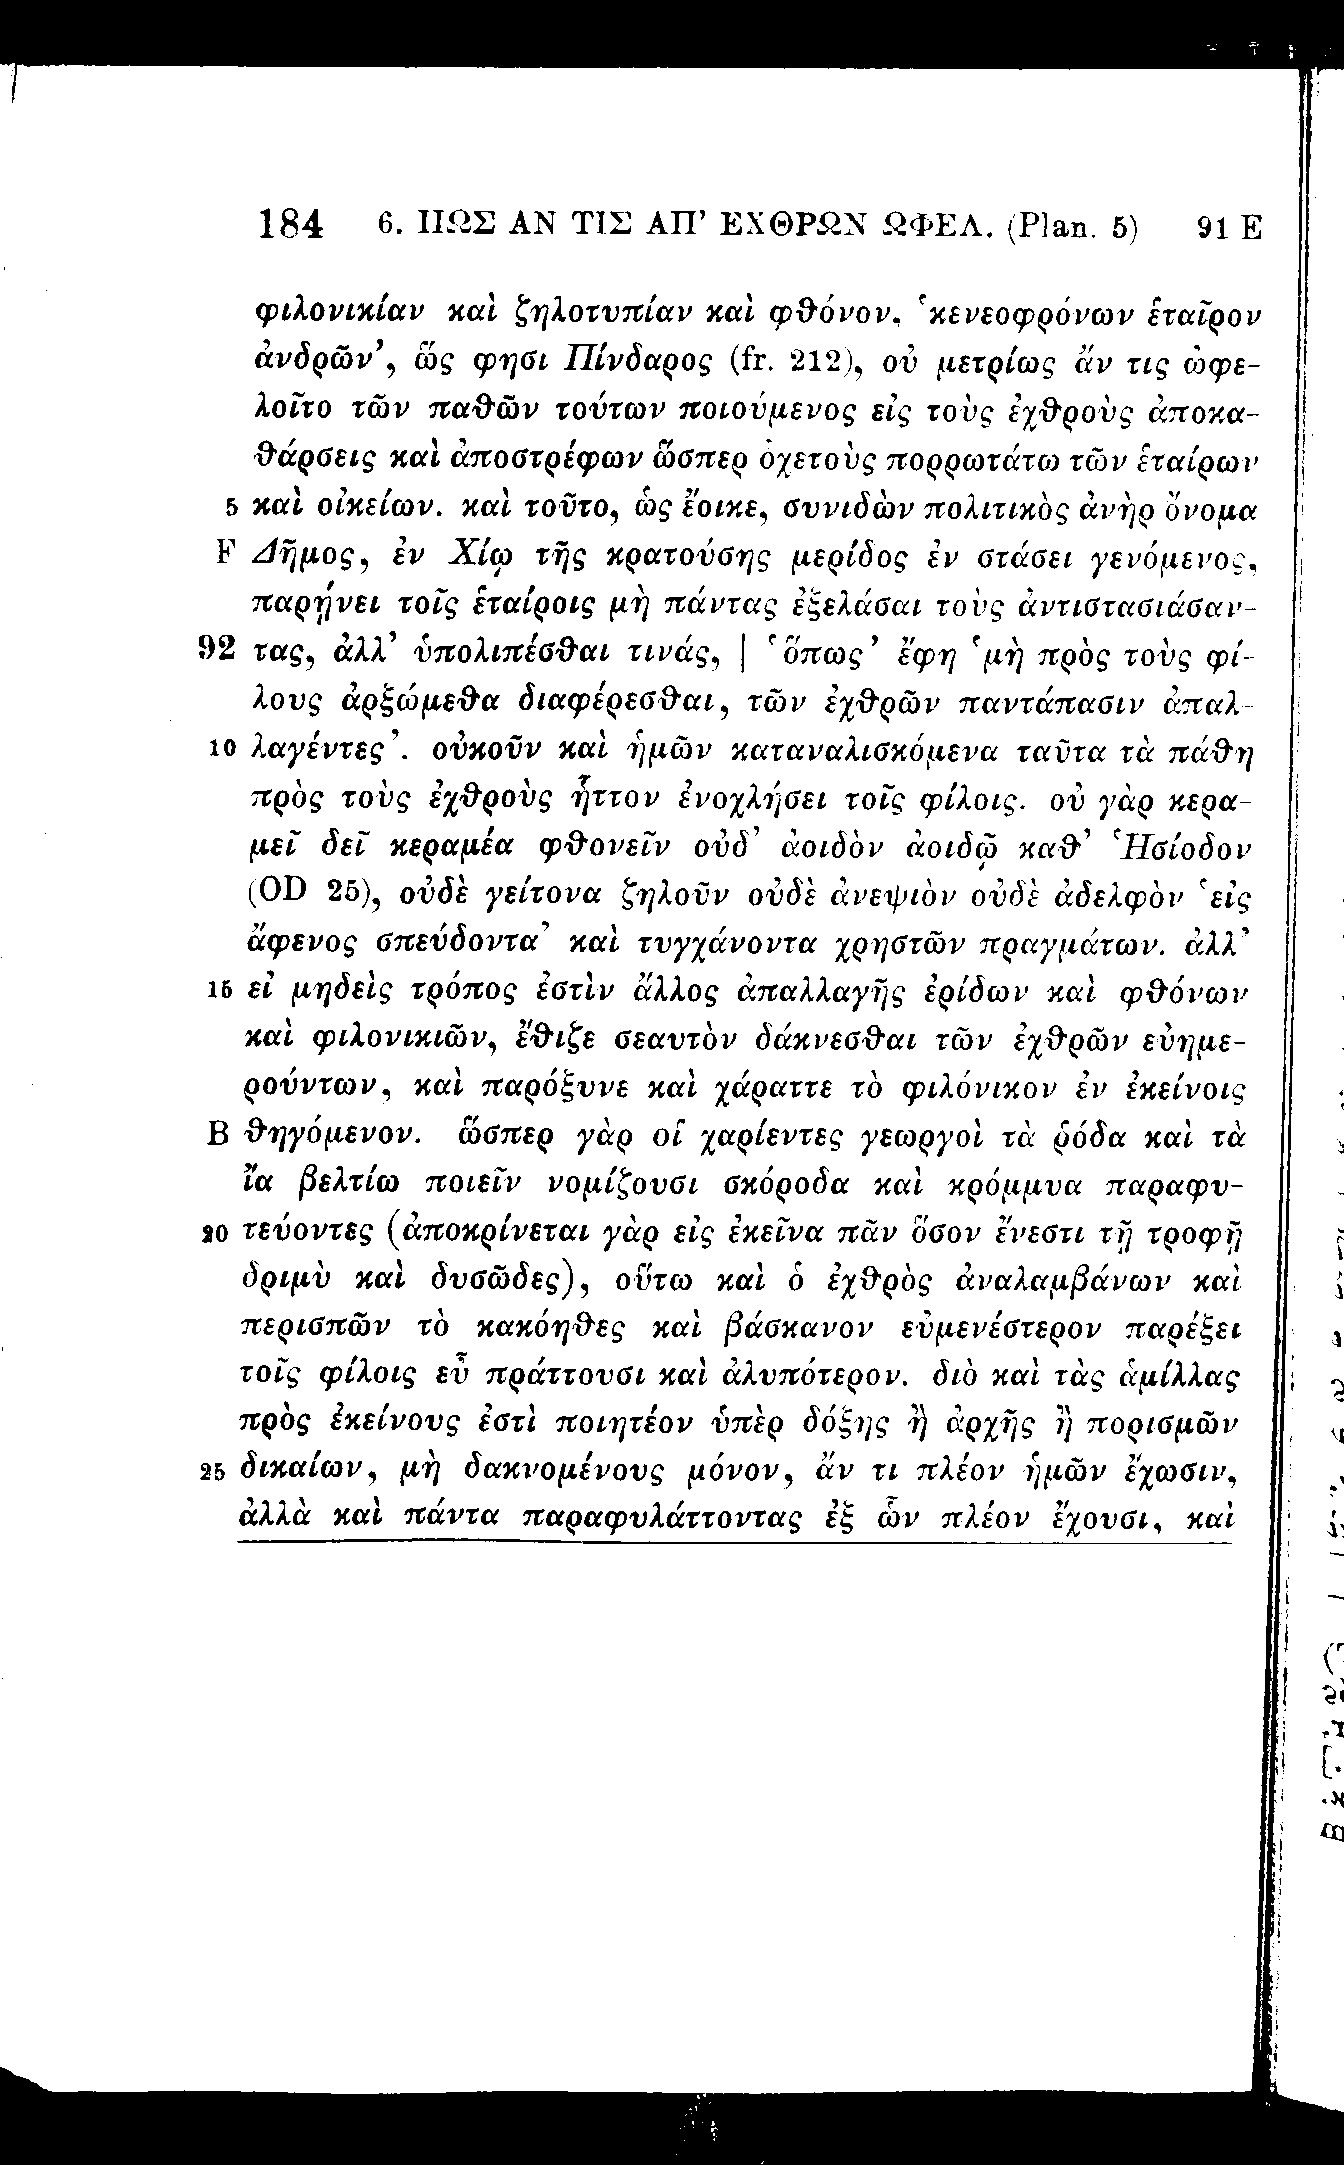 184 6. ΠΩΣ ΑΝ ΤΙΣ ΑΠ’ ΕΧΘΡΩΝ ΩΦΕΛ. (Plan. 5) 91 E
φιλονικίαν καὶ ζηλοτυπίαν καὶ φθόνον, ‛κενεοφρόνων ἑταῖρον
ἀνδρῶν’, ὥς φησι Πίνδαρος (fr. 212), οὐ μετρίως ἄν τις ὠφε-
λοῖτο τῶν παθῶν τούτων ποιούμενος εἰς τοὺς ἐχθροὺς ἀποκα-
θάρσεις καὶ ἀποστρέφων ὥσπερ ὀχετοὺς πορρωτάτω τῶν ἑταίρων
5 καὶ οἰκείων. καὶ τοῦτο, ὡς ἔοικε, συνιδὼν πολιτικὸς ἀνὴρ ὄνομα
F Δῆμος, ἐν Χίῳ τῆς κρατούσης μερίδος ἐν στάσει γενόμενος,
παρῄνει τοῖς ἑταίροις μὴ πάντας ἐξελάσαι τοὺς ἀντιστασιάσαν-
92 τας, ἀλλ’ ὑπολιπέσθαι τινάς, | ‛ὅπως’ ἔφη ‛μὴ πρὸς τοὺς φί-
λους ἀρξώμεθα διαφέρεσθαι, τῶν ἐχθρῶν παντάπασιν ἀπαλ-
10 λαγέντες’. οὐκοῦν καὶ ἡμῶν καταναλισκόμενα ταῦτα τὰ πάθη
πρὸς τοὺς ἐχθροὺς ἧττον ἐνοχλήσει τοῖς φίλοις. οὐ γὰρ κερα-
μεῖ δεῖ κεραμέα φθονεῖν οὐδ’ ἀοιδὸν ἀοιδῷ καθ’ Ἡσίοδον
(OD 25), οὐδὲ γείτονα ζηλοῦν οὐδὲ ἀνεψιὸν οὐδὲ ἀδελφὸν ‛εἰς
ἄφενος σπεύδοντα’ καὶ τυγχάνοντα χρηστῶν πραγμάτων. ἀλλ’
15 εἰ μηδεὶς τρόπος ἐστὶν ἄλλος ἀπαλλαγῆς ἐρίδων καὶ φθόνων
καὶ φιλονικιῶν, ἔθιζε σεαυτὸν δάκνεσθαι τῶν ἐχθρῶν εὐημε-
ρούντων, καὶ παρόξυνε καὶ χάραττε τὸ φιλόνικον ἐν ἐκείνοις
B θηγόμενον. ὥσπερ γὰρ οἱ χαρίεντες γεωργοὶ τὰ ῥόδα καὶ τὰ
ἴα βελτίω ποιεῖν νομίζουσι σκόροδα καὶ κρόμμυα παραφυ-
20 τεύοντες (ἀποκρίνεται γὰρ εἰς ἐκεῖνα πᾶν ὅσον ἔνεστι τῇ τροφῇ
δριμὺ καὶ δυσῶδες), οὕτω καὶ ὁ ἐχθρὸς ἀναλαμβάνων καὶ
περισπῶν τὸ κακόηθες καὶ βάσκανον εὐμενέστερον παρέξει
τοῖς φίλοις εὖ πράττουσι καὶ ἀλυπότερον. διὸ καὶ τὰς ἁμίλλας
πρὸς ἐκείνους ἐστὶ ποιητέον ὑπὲρ δόξης ἢ ἀρχῆς ἢ πορισμῶν
25 δικαίων, μὴ δακνομένους μόνον, ἄν τι πλέον ἡμῶν ἔχωσιν,
ἀλλὰ καὶ πάντα παραφυλάττοντας ἐξ ὧν πλέον ἔχουσι, καὶ